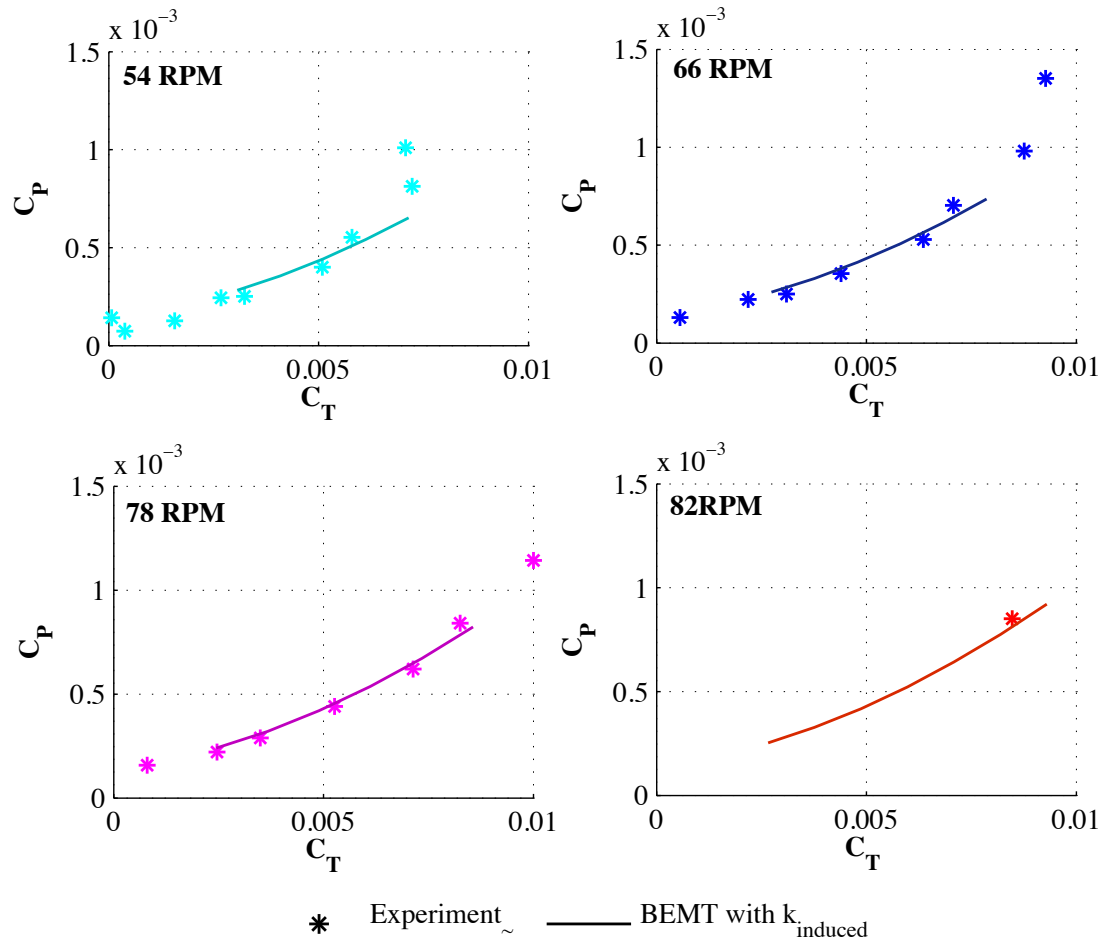 x 10^-3
54 RPM
1.5
1
0.5
0
C_P
0 0.005 0.01
C_T
x 10^-3
66 RPM
1.5
1
0.5
0
C_P
0 0.005 0.01
C_T
x 10^-3
78 RPM
1.5
1
0.5
0
C_P
0 0.005 0.01
C_T
x 10^-3
82RPM
1.5
1
0.5
0
C_P
0 0.005 0.01
C_T
Experiment_~ BEMT with k_induced